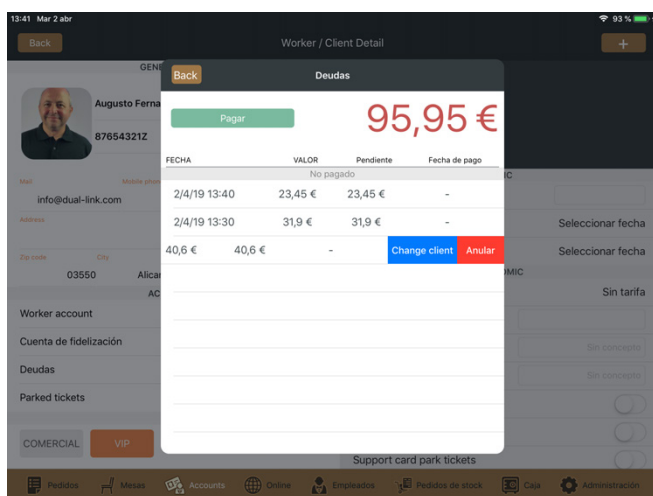 13:41 Mar 2 abr 93 %
Back Worker / Client Detail +
GENE
Back Deudas
Augusto Ferna
Pagar 95,95 €
87654321Z
FECHA VALOR Pendiente Fecha de pago
No pagado
IC
Mail Mobile phon
2/4/19 13:40 23,45 € 23,45 € -
info@dual-link.com
Address
2/4/19 13:30 31,9 € 31,9 € -
Seleccionar fecha
40,6 € 40,6 € - Change client Anular
Seleccionar fecha
Zip code City
03550 Alicar
OMIC
AC
Sin tarifa
Worker account
Cuenta de fidelización
Sin concepto
Deudas
Sin concepto
Parked tickets
COMERCIAL VIP
Support card park tickets
Pedidos Mesas Accounts Online Empleados Pedidos de stock Caja Administración